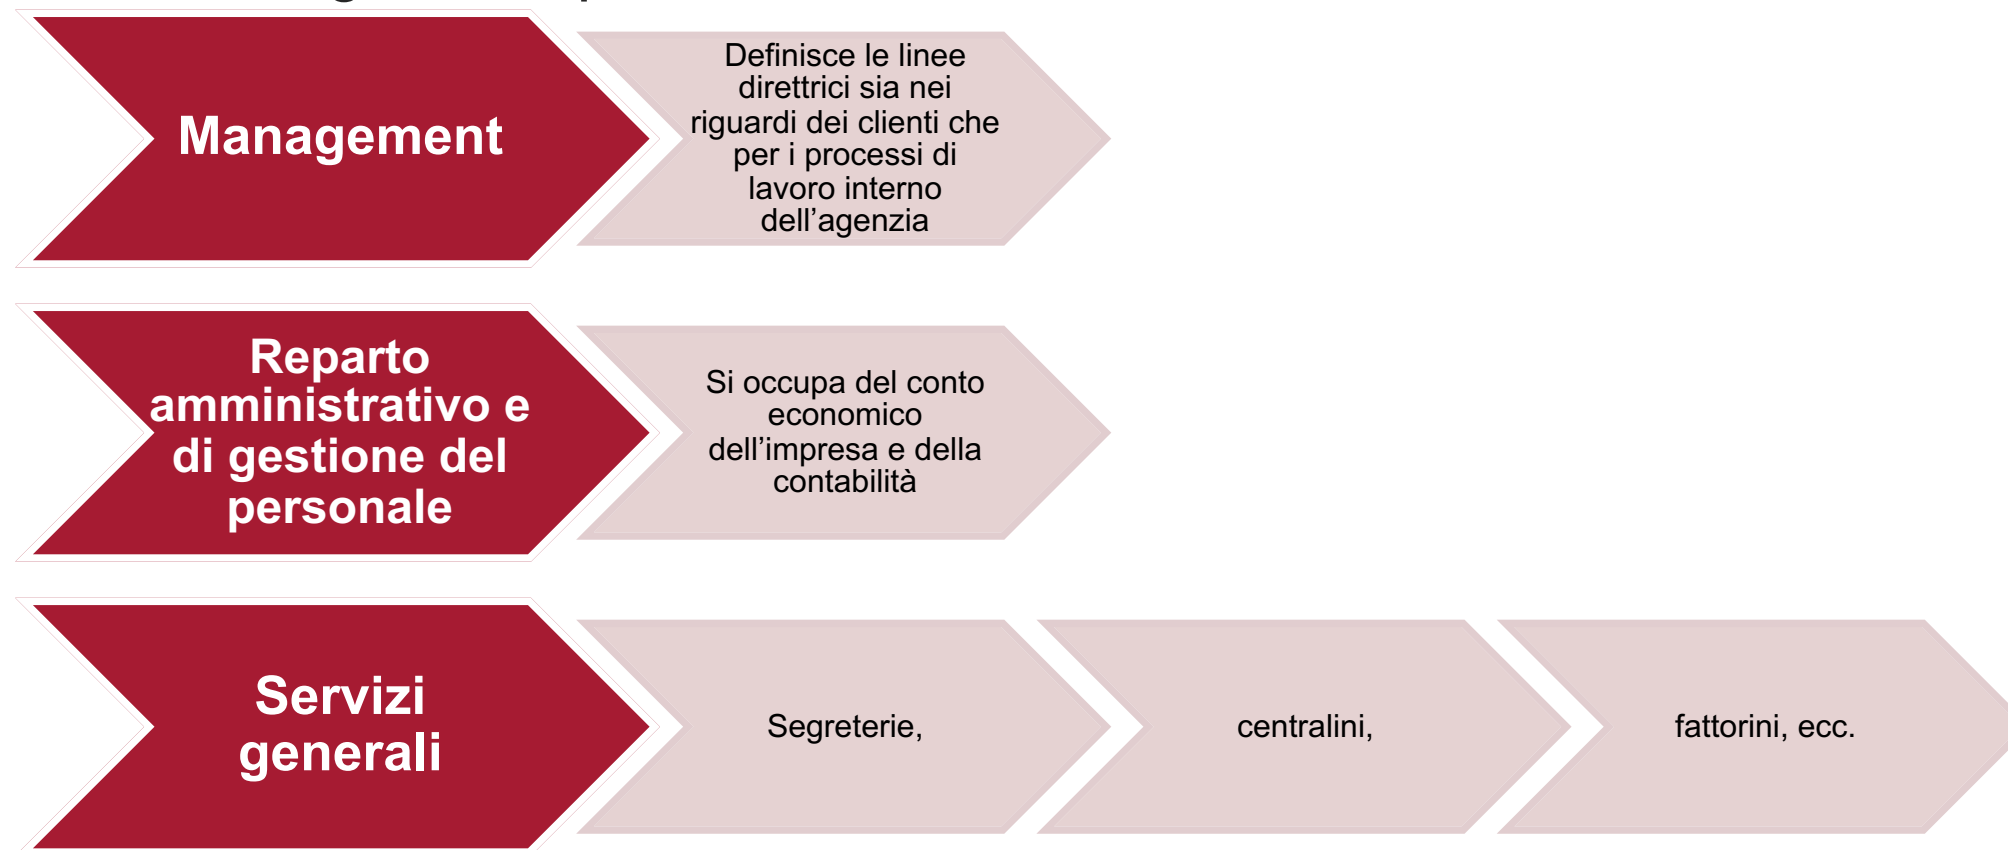 Management
Definisce le linee
direttrici sia nei
riguardi dei clienti che
per i processi di
lavoro interno
dell’agenzia
Reparto
amministrativo e
di gestione del
personale
Si occupa del conto
economico
dell’impresa e della
contabilità
Servizi
generali
Segreterie,
centralini,
fattorini, ecc.